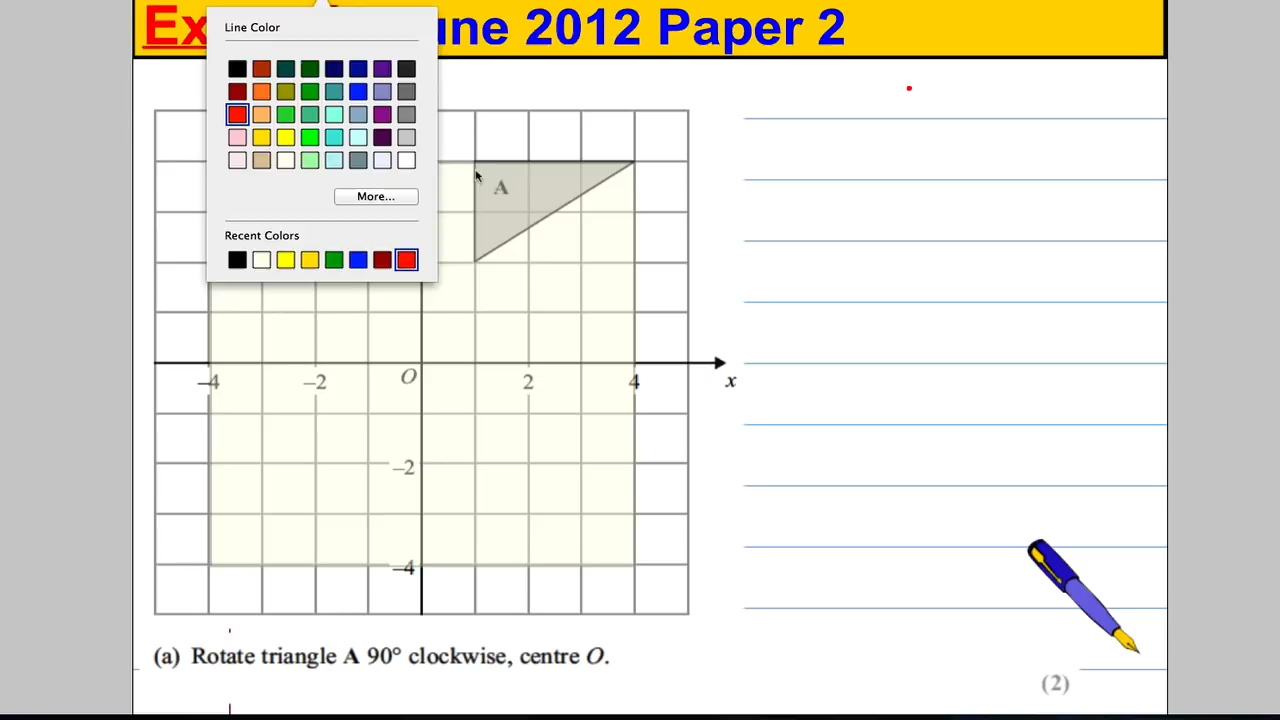 Ex une 2012 Paper 2
Line Color
More...
Recent Colors
A
–4 –2 O 2 4 x
–2
–4
(a) Rotate triangle A 90° clockwise, centre O.
(2)